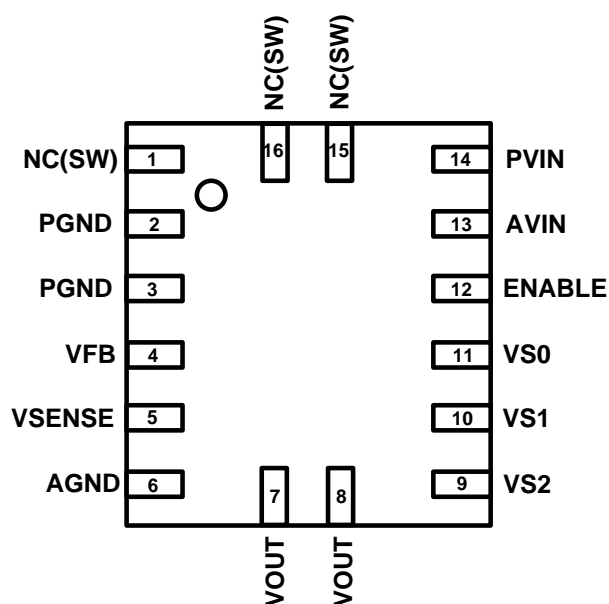 NC(SW)
NC(SW)
16
15
NC(SW) 1
14 PVIN
PGND 2
13 AVIN
PGND 3
12 ENABLE
VFB 4
11 VS0
VSENSE 5
10 VS1
AGND 6
9 VS2
7
8
VOUT
VOUT